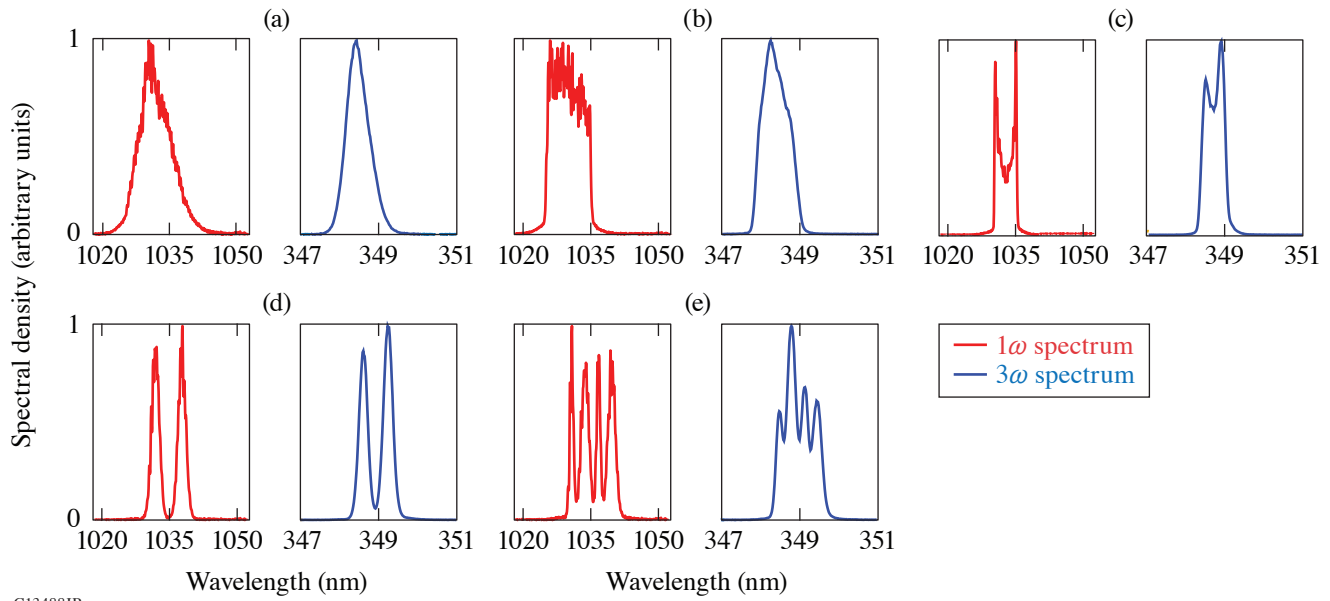 (a)
(b)
(c)
1
0
1020 1035 1050
347 349 351
1020 1035 1050
347 349 351
1020 1035 1050
347 349 351
Spectral density (arbitrary units)
(d)
(e)
1
0
1020 1035 1050
347 349 351
1020 1035 1050
347 349 351
1ω spectrum
3ω spectrum
Wavelength (nm)
Wavelength (nm)